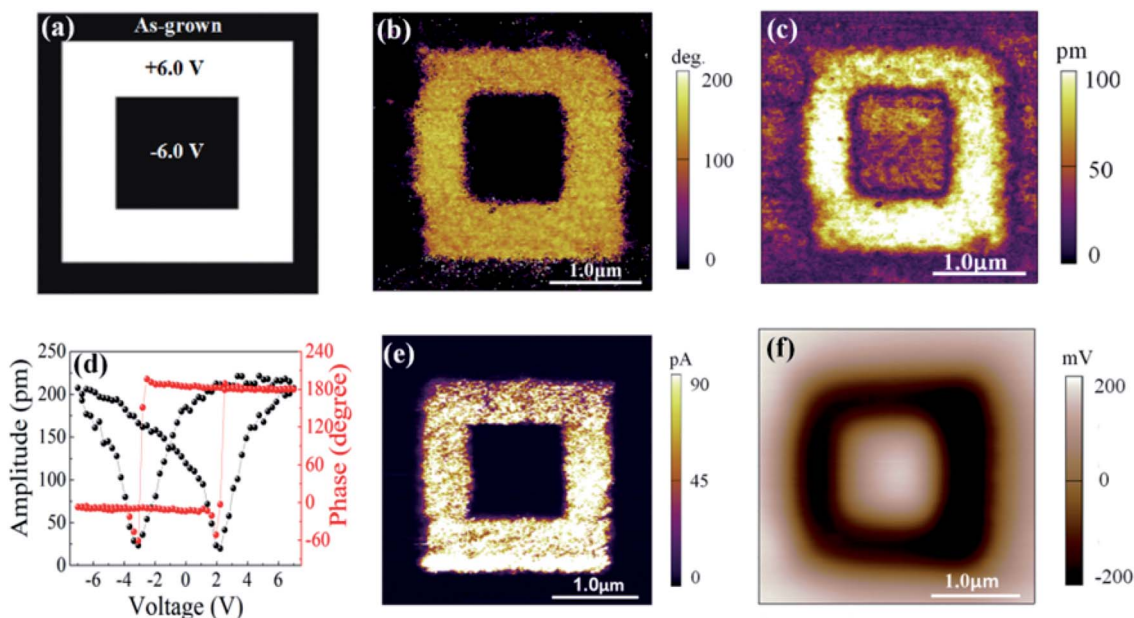 (a)
As-grown
+6.0 V
-6.0 V
(b)
deg.
200
100
0
1.0μm
(c)
pm
100
50
0
1.0μm
(d)
Amplitude (pm)
250
200
150
100
50
0
-6 -4 -2 0 2 4 6
Voltage (V)
240
180
120
60
0
-60
Phase (degree)
(e)
pA
90
45
0
1.0μm
(f)
mV
200
0
-200
1.0μm